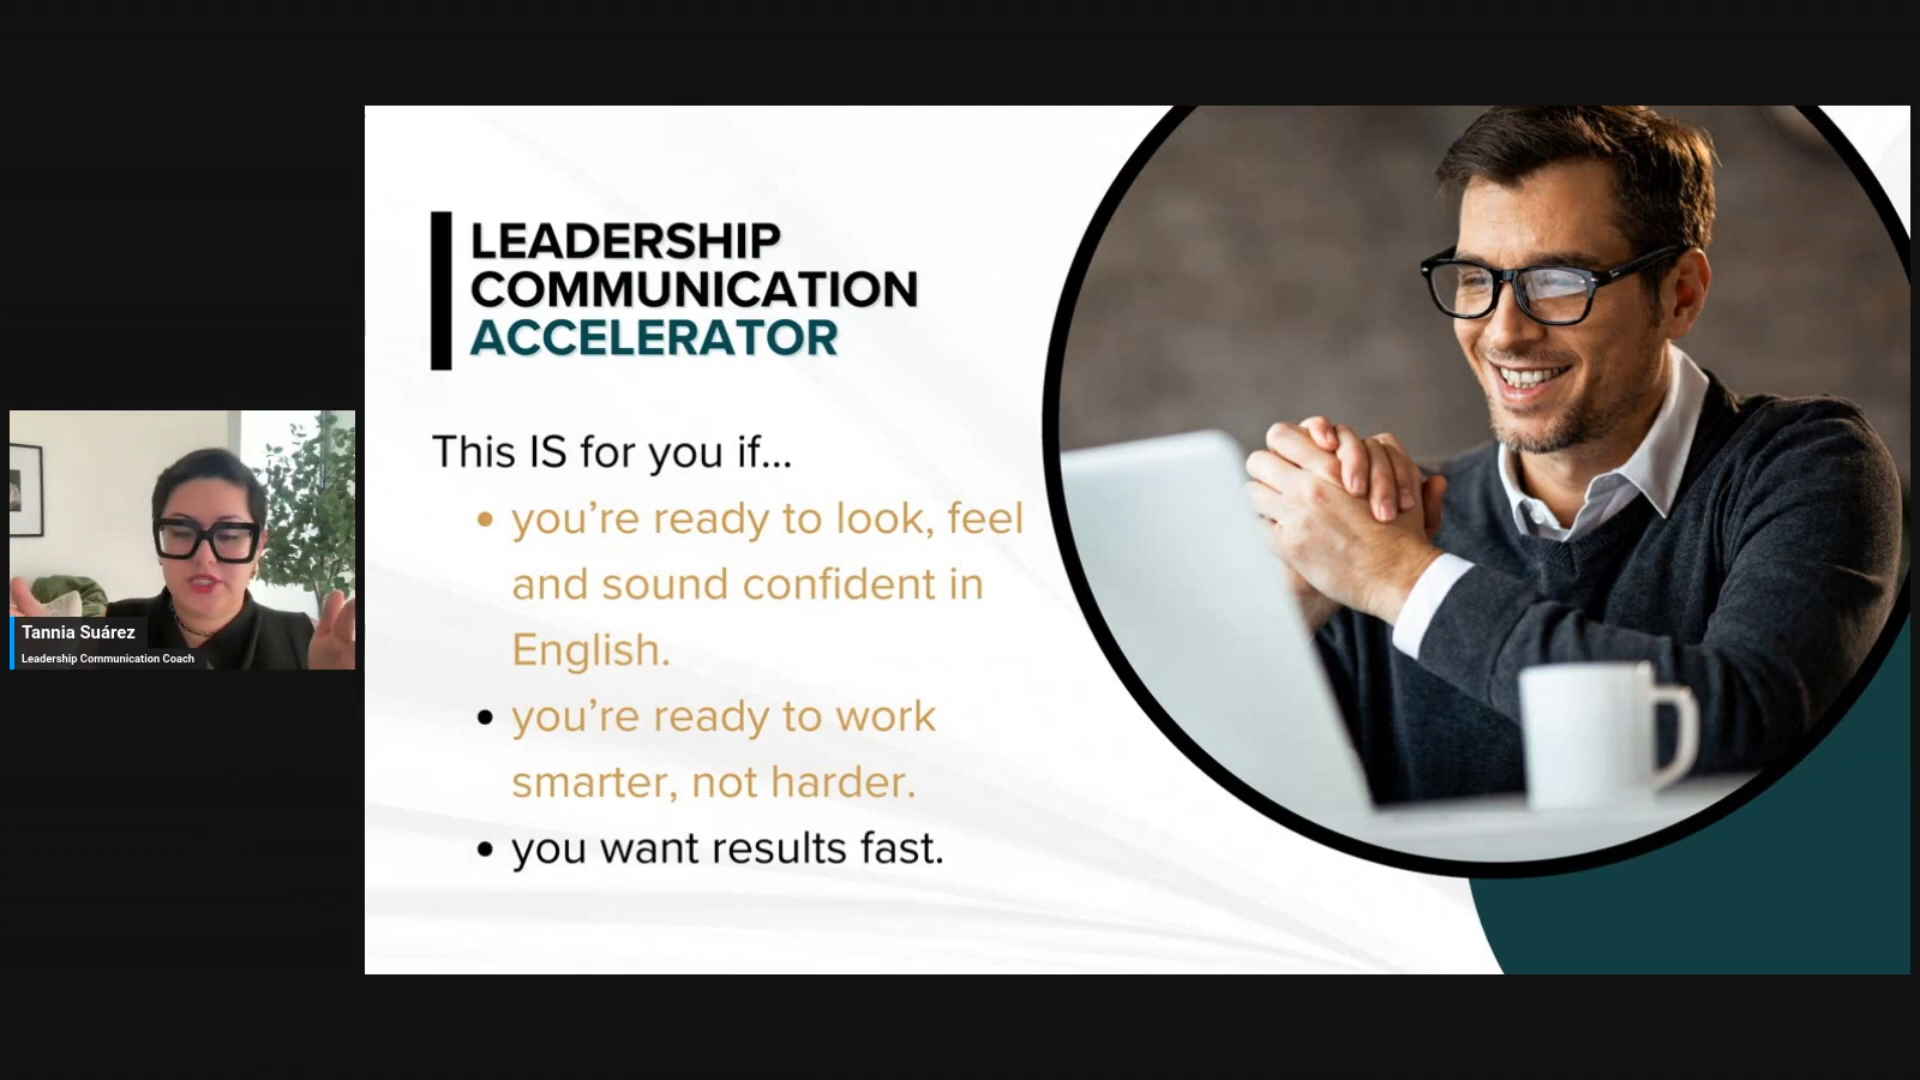 LEADERSHIP
COMMUNICATION
ACCELERATOR
This IS for you if...
• you’re ready to look, feel
and sound confident in
English.
• you’re ready to work
smarter, not harder.
• you want results fast.
Tannia Suárez
Leadership Communication Coach